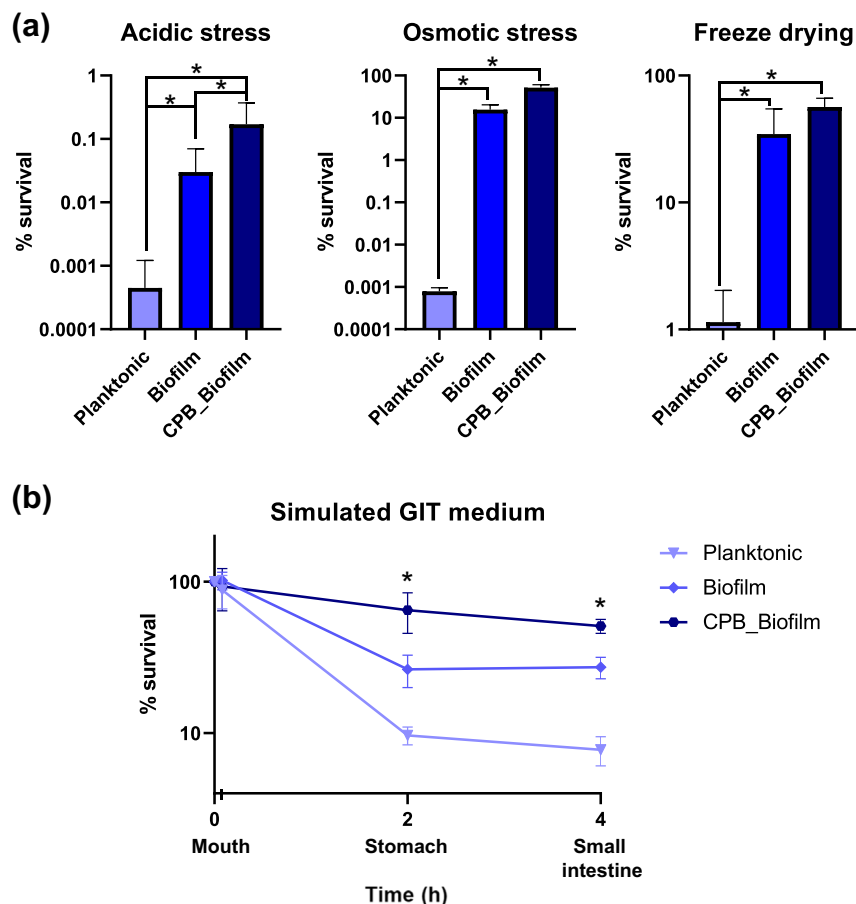 (a)
Acidic stress
% survival
1
0.1
0.01
0.001
0.0001
*
*
*
Planktonic
Biofilm
CPB_Biofilm
Osmotic stress
% survival
100
10
1
0.1
0.01
0.001
0.0001
*
*
Planktonic
Biofilm
CPB_Biofilm
Freeze drying
% survival
100
10
1
*
*
Planktonic
Biofilm
CPB_Biofilm
(b)
Simulated GIT medium
% survival
100
10
*
*
0
2
4
Mouth
Stomach
Small
intestine
Time (h)
Planktonic
Biofilm
CPB_Biofilm